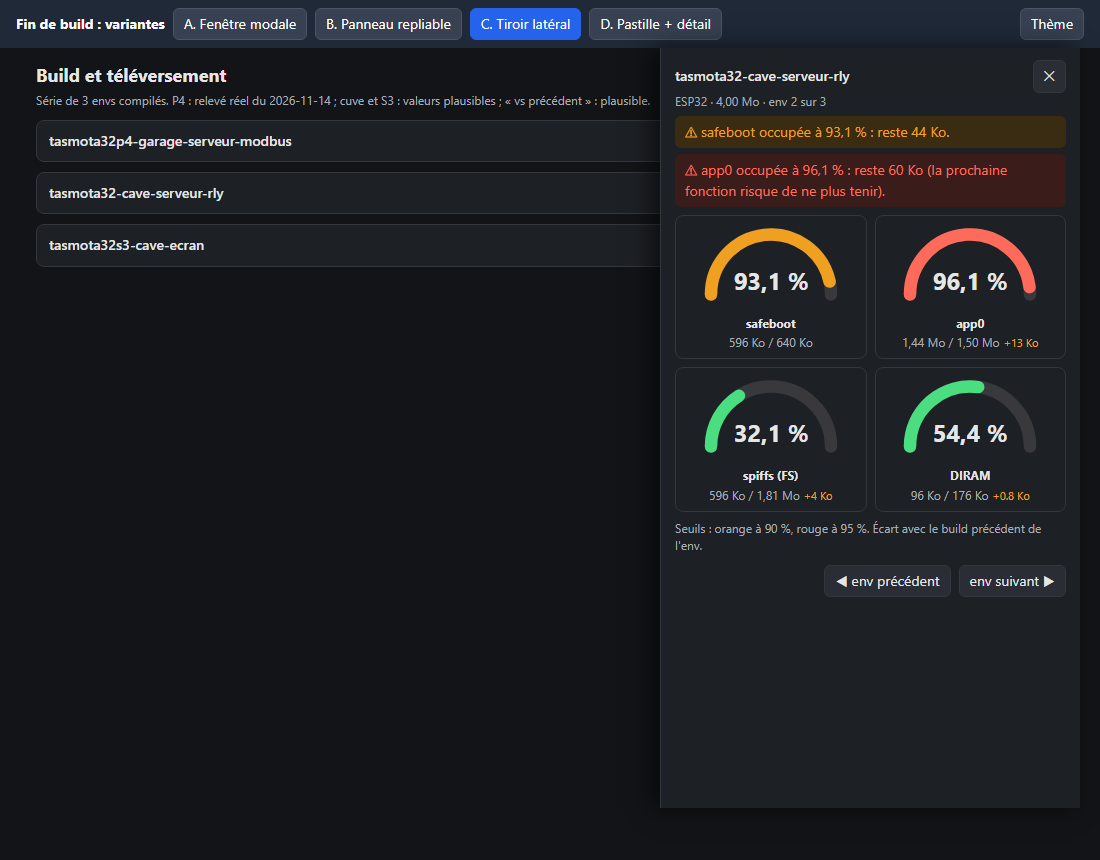 Fin de build : variantes
A. Fenêtre modale
B. Panneau repliable
C. Tiroir latéral
D. Pastille + détail
Thème
Build et téléversement
Série de 3 envs compilés. P4 : relevé réel du 2026-11-14 ; cuve et S3 : valeurs plausibles ; « vs précédent » : plausible.
tasmota32p4-garage-serveur-modbus
tasmota32-cave-serveur-rly
tasmota32s3-cave-ecran
tasmota32-cave-serveur-rly
✕
ESP32 · 4,00 Mo · env 2 sur 3
⚠ safeboot occupée à 93,1 % : reste 44 Ko.
⚠ app0 occupée à 96,1 % : reste 60 Ko (la prochaine
fonction risque de ne plus tenir).
93,1 %
safeboot
596 Ko / 640 Ko
96,1 %
app0
1,44 Mo / 1,50 Mo +13 Ko
32,1 %
spiffs (FS)
596 Ko / 1,81 Mo +4 Ko
54,4 %
DIRAM
96 Ko / 176 Ko +0.8 Ko
Seuils : orange à 90 %, rouge à 95 %. Écart avec le build précédent de
l'env.
◀ env précédent
env suivant ▶